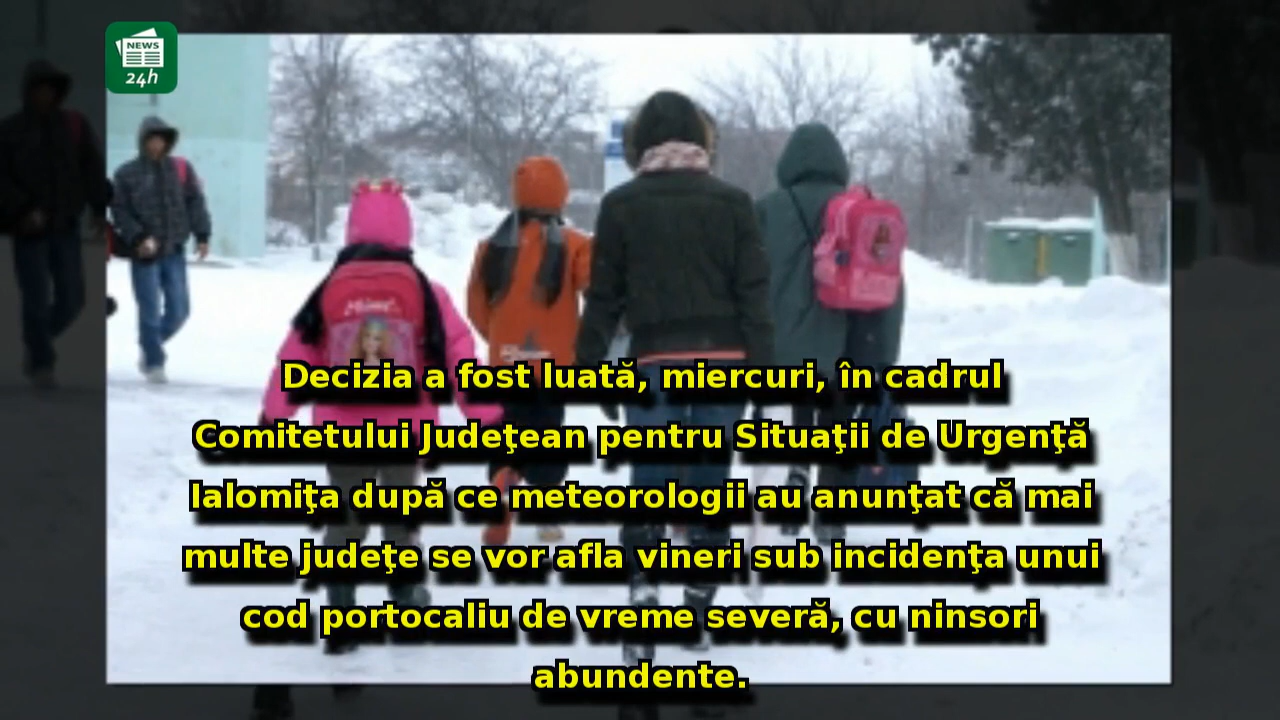 NEWS
24h
Decizia a fost luată, miercuri, în cadrul
Comitetului Judeţean pentru Situaţii de Urgenţă
Ialomiţa după ce meteorologii au anunţat că mai
multe judeţe se vor afla vineri sub incidenţa unui
cod portocaliu de vreme severă, cu ninsori
abundente.